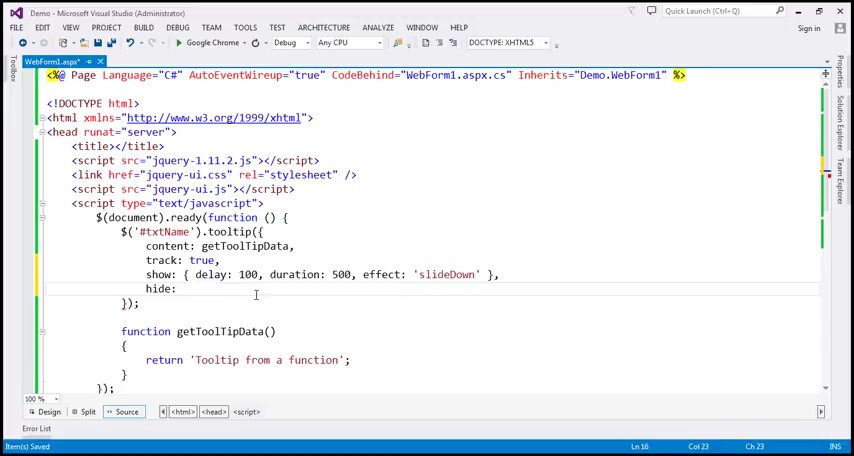 Demo - Microsoft Visual Studio (Administrator)
Quick Launch (Ctrl+Q)
FILE EDIT VIEW PROJECT BUILD DEBUG TEAM TOOLS TEST ARCHITECTURE ANALYZE WINDOW HELP
Sign in
Google Chrome Debug Any CPU DOCTYPE: XHTML5
WebForm1.aspx*
Toolbox
Properties
Solution Explorer
Team Explorer
<%@ Page Language="C#" AutoEventWireup="true" CodeBehind="WebForm1.aspx.cs" Inherits="Demo.WebForm1" %>
<!DOCTYPE html>
<html xmlns="http://www.w3.org/1999/xhtml">
<head runat="server">
<title></title>
<script src="jquery-1.11.2.js"></script>
<link href="jquery-ui.css" rel="stylesheet" />
<script src="jquery-ui.js"></script>
<script type="text/javascript">
$(document).ready(function () {
$('#txtName').tooltip({
content: getToolTipData,
track: true,
show: { delay: 100, duration: 500, effect: 'slideDown' },
hide:
});
function getToolTipData()
{
return 'Tooltip from a function';
}
});
100 %
Design Split Source <html> <head> <script>
Error List
Item(s) Saved Ln 16 Col 23 Ch 23 INS